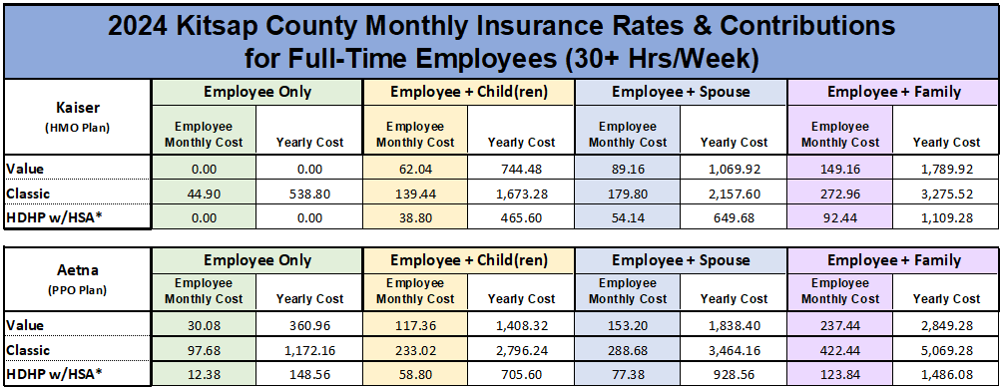 2024 Kitsap County Monthly Insurance Rates & Contributions
for Full-Time Employees (30+ Hrs/Week)
Kaiser
(HMO Plan)
Employee Only Employee + Child(ren) Employee + Spouse Employee + Family
Employee Employee Employee Employee
Monthly Cost Yearly Cost Monthly Cost Yearly Cost Monthly Cost Yearly Cost Monthly Cost Yearly Cost
Value 0.00 0.00 62.04 744.48 89.16 1,069.92 149.16 1,789.92
Classic 44.90 538.80 139.44 1,673.28 179.80 2,157.60 272.96 3,275.52
HDHP w/HSA* 0.00 0.00 38.80 465.60 54.14 649.68 92.44 1,109.28
Aetna
(PPO Plan)
Employee Only Employee + Child(ren) Employee + Spouse Employee + Family
Employee Employee Employee Employee
Monthly Cost Yearly Cost Monthly Cost Yearly Cost Monthly Cost Yearly Cost Monthly Cost Yearly Cost
Value 30.08 360.96 117.36 1,408.32 153.20 1,838.40 237.44 2,849.28
Classic 97.68 1,172.16 233.02 2,796.24 288.68 3,464.16 422.44 5,069.28
HDHP w/HSA* 12.38 148.56 58.80 705.60 77.38 928.56 123.84 1,486.08